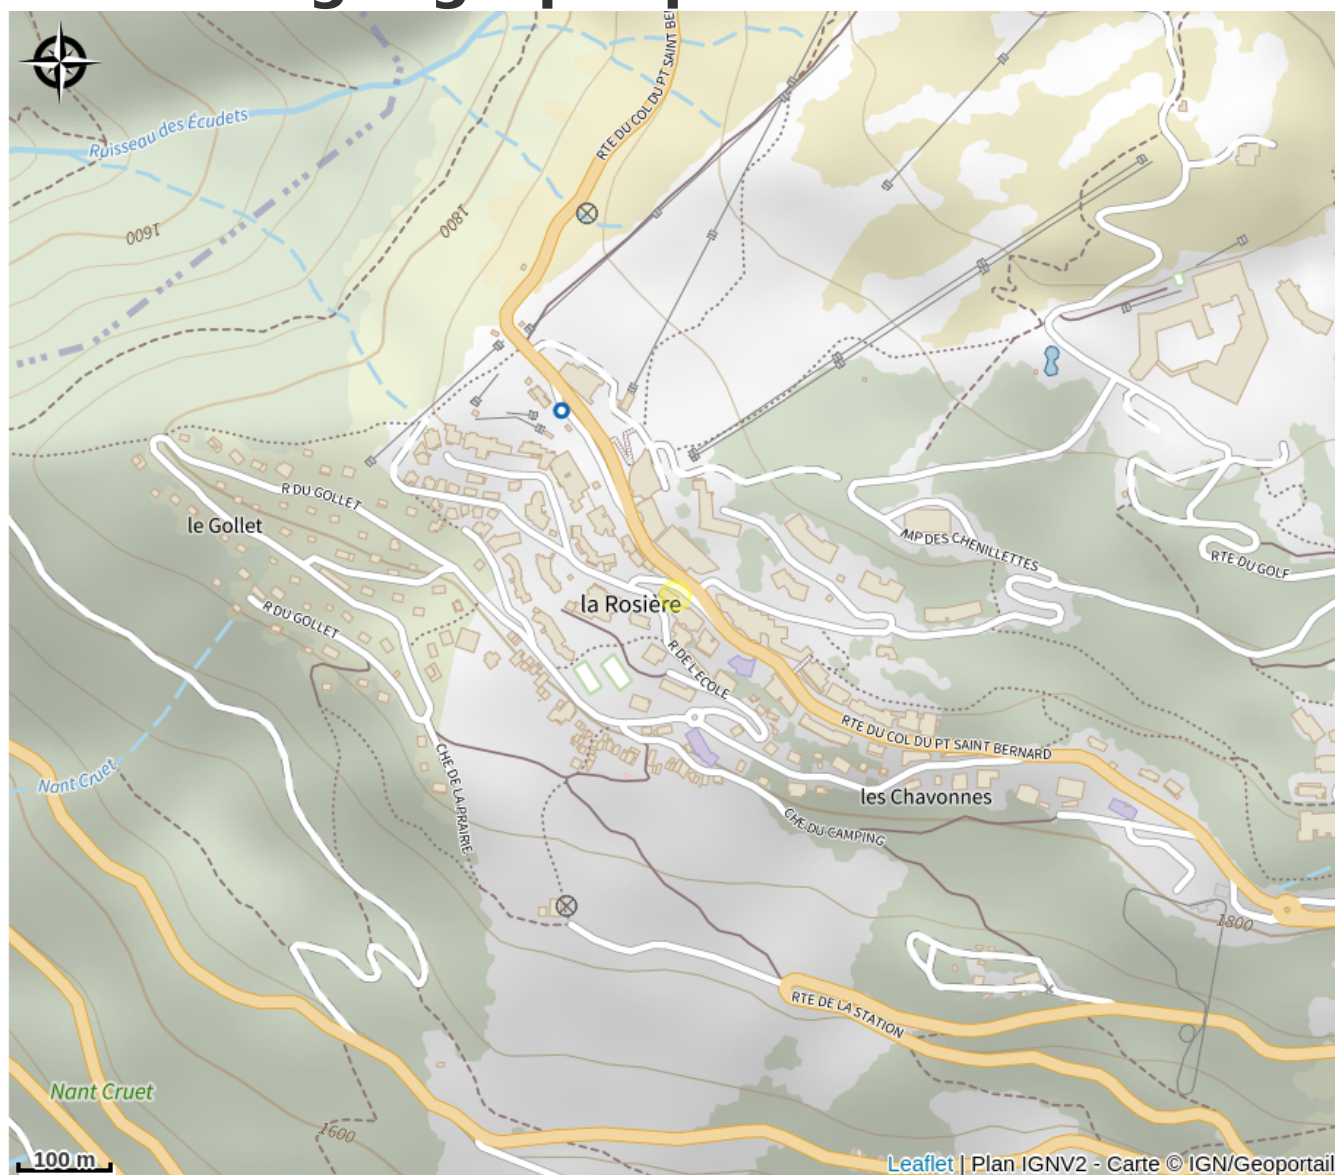 RTE DU COL DU PT SAINT BE
Ruisseau des Écudets
1600
1800
R DU GOLLET
le Gollet
IMP DES CHENILLETTES
RTE DU GOLF
R DU GOLLET
la Rosière
R DE L'ECOLE
RTE DU COL DU PT SAINT BERNARD
Nant Cruet
CHE DE LA PRAIRIE
les Chavonnes
CHE DU CAMPING
1800
RTE DE LA STATION
Nant Cruet
1600
100 m
Leaflet | Plan IGNV2 - Carte © IGN/Geoportail